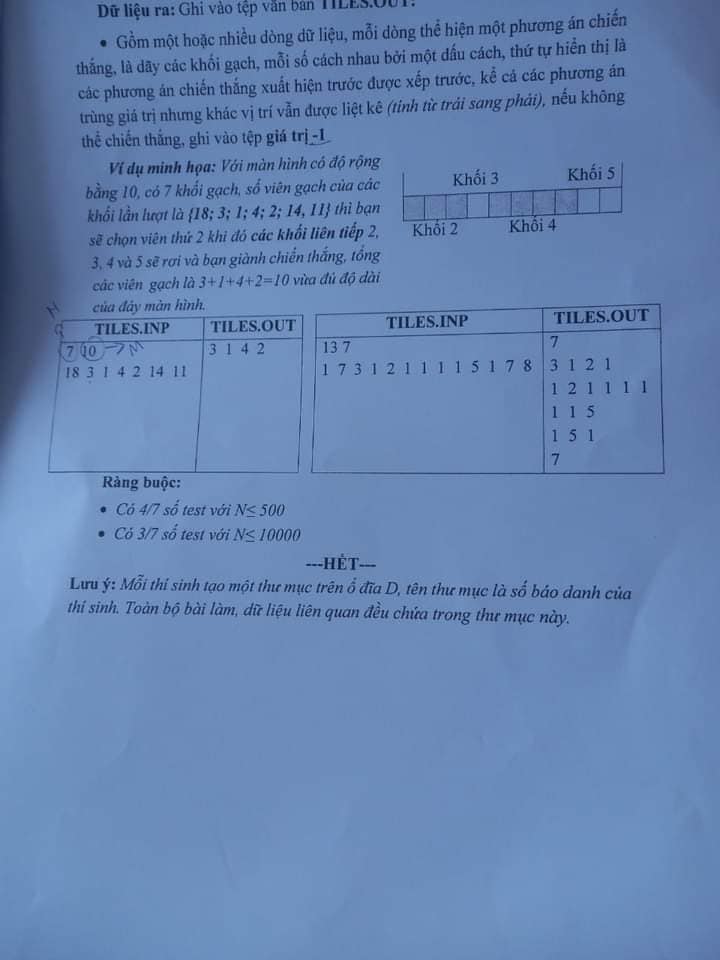 Dữ liệu ra: Ghi vào tệp văn bản TILES.OUT:
• Gồm một hoặc nhiều dòng dữ liệu, mỗi dòng thể hiện một phương án chiến
thắng, là dãy các khối gạch, mỗi số cách nhau bởi một dấu cách, thứ tự hiển thị là
các phương án chiến thắng xuất hiện trước được xếp trước, kể cả các phương án
trùng giá trị nhưng khác vị trí vẫn được liệt kê (tính từ trái sang phải), nếu không
thể chiến thắng, ghi vào tệp giá trị -1
Ví dụ minh họa: Với màn hình có độ rộng
bằng 10, có 7 khối gạch, số viên gạch của các
khối lần lượt là {18; 3; 1; 4; 2; 14, 11} thì bạn
sẽ chọn viên thứ 2 khi đó các khối liên tiếp 2,
3, 4 và 5 sẽ rơi và bạn giành chiến thắng, tổng
các viên gạch là 3+1+4+2=10 vừa đủ độ dài
của đáy màn hình.
Khối 3 Khối 5
Khối 2 Khối 4
N
TILES.INP TILES.OUT
7 10 → M 3 1 4 2
18 3 1 4 2 14 11
TILES.INP TILES.OUT
13 7 7
1 7 3 1 2 1 1 1 1 5 1 7 8 3 1 2 1
1 2 1 1 1 1
1 1 5
1 5 1
7
Ràng buộc:
• Có 4/7 số test với N≤ 500
• Có 3/7 số test với N≤ 10000
---HẾT---
Lưu ý: Mỗi thí sinh tạo một thư mục trên ổ đĩa D, tên thư mục là số báo danh của
thí sinh. Toàn bộ bài làm, dữ liệu liên quan đều chứa trong thư mục này.